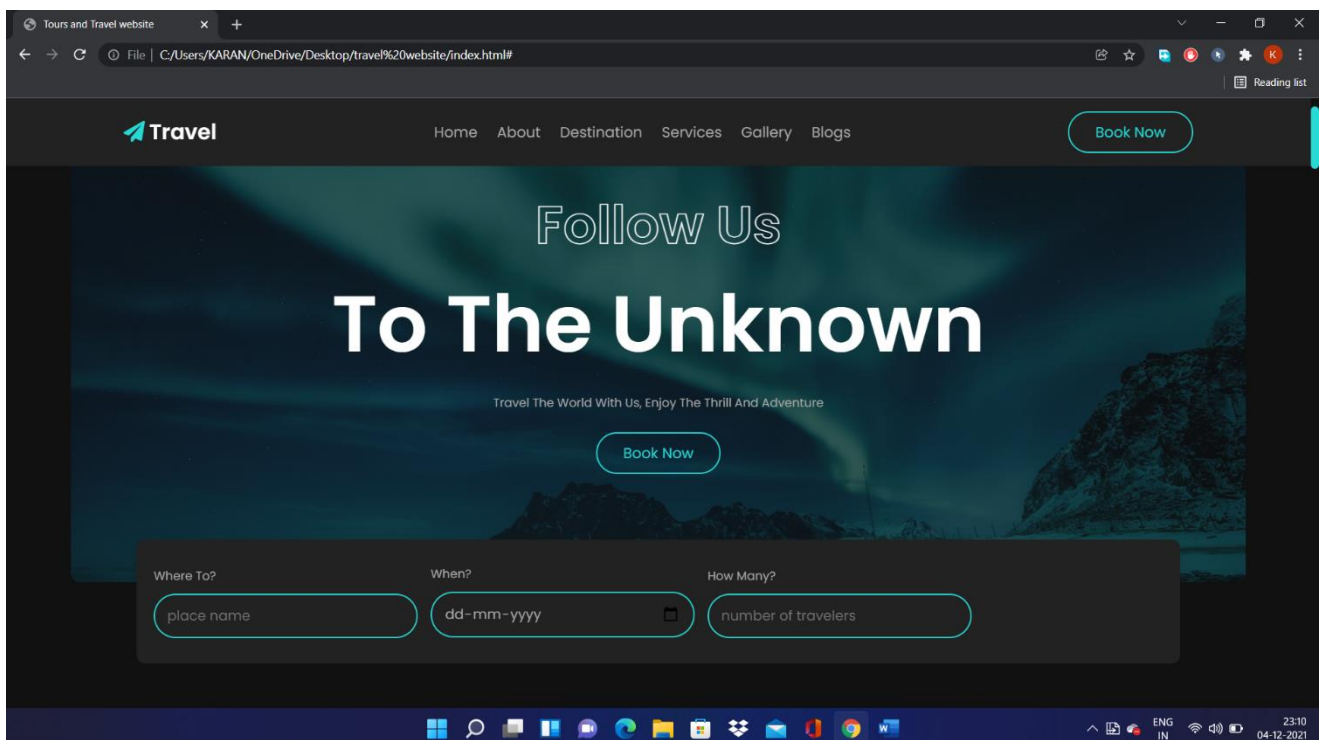 Tours and Travel website
File | C:/Users/KARAN/OneDrive/Desktop/travel%20website/index.html#
K
Reading list
Travel Home About Destination Services Gallery Blogs Book Now
Follow Us
To The Unknown
Travel The World With Us, Enjoy The Thrill And Adventure
Book Now
Where To? When? How Many?
place name dd-mm-yyyy number of travelers
ENG 23:10
IN 04-12-2021